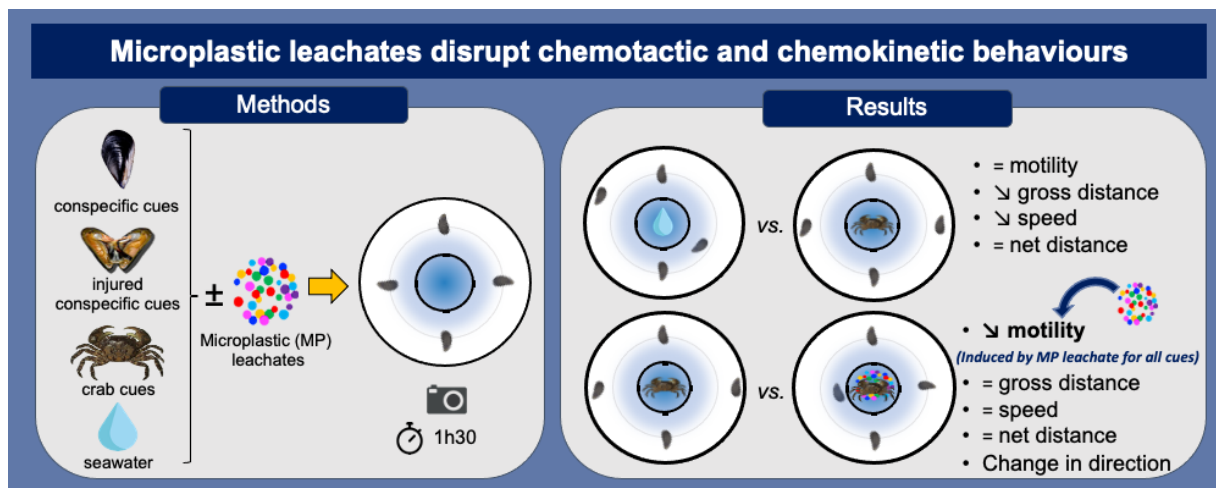 Microplastic leachates disrupt chemotactic and chemokinetic behaviours
Methods
conspecific cues
injured
conspecific cues
crab cues
seawater
±
Microplastic (MP)
leachates
1h30
Results
vs.
• = motility
• ↘ gross distance
• ↘ speed
• = net distance
vs.
• ↘ motility
(Induced by MP leachate for all cues)
• = gross distance
• = speed
• = net distance
• Change in direction